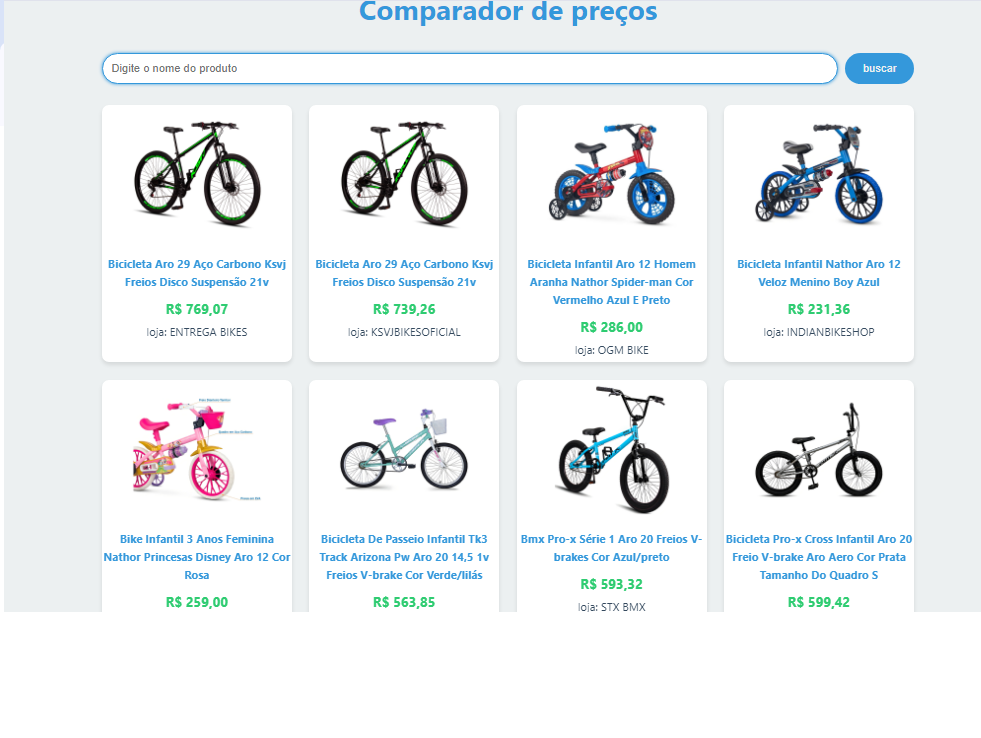 Comparador de preços
Digite o nome do produto
buscar
Bicicleta Aro 29 Aço Carbono Ksvj
Freios Disco Suspensão 21v
R$ 769,07
loja: ENTREGA BIKES
Bicicleta Aro 29 Aço Carbono Ksvj
Freios Disco Suspensão 21v
R$ 739,26
loja: KSVJBIKESOFICIAL
Bicicleta Infantil Aro 12 Homem
Aranha Nathor Spider-man Cor
Vermelho Azul E Preto
R$ 286,00
loja: OGM BIKE
Bicicleta Infantil Nathor Aro 12
Veloz Menino Boy Azul
R$ 231,36
loja: INDIANBIKESHOP
Bike Infantil 3 Anos Feminina
Nathor Princesas Disney Aro 12 Cor
Rosa
R$ 259,00
Bicicleta De Passeio Infantil Tk3
Track Arizona Pw Aro 20 14,5 1v
Freios V-brake Cor Verde/lilás
R$ 563,85
Bmx Pro-x Série 1 Aro 20 Freios V-
brakes Cor Azul/preto
R$ 593,32
loja: STX BMX
Bicicleta Pro-x Cross Infantil Aro 20
Freio V-brake Aro Aero Cor Prata
Tamanho Do Quadro S
R$ 599,42